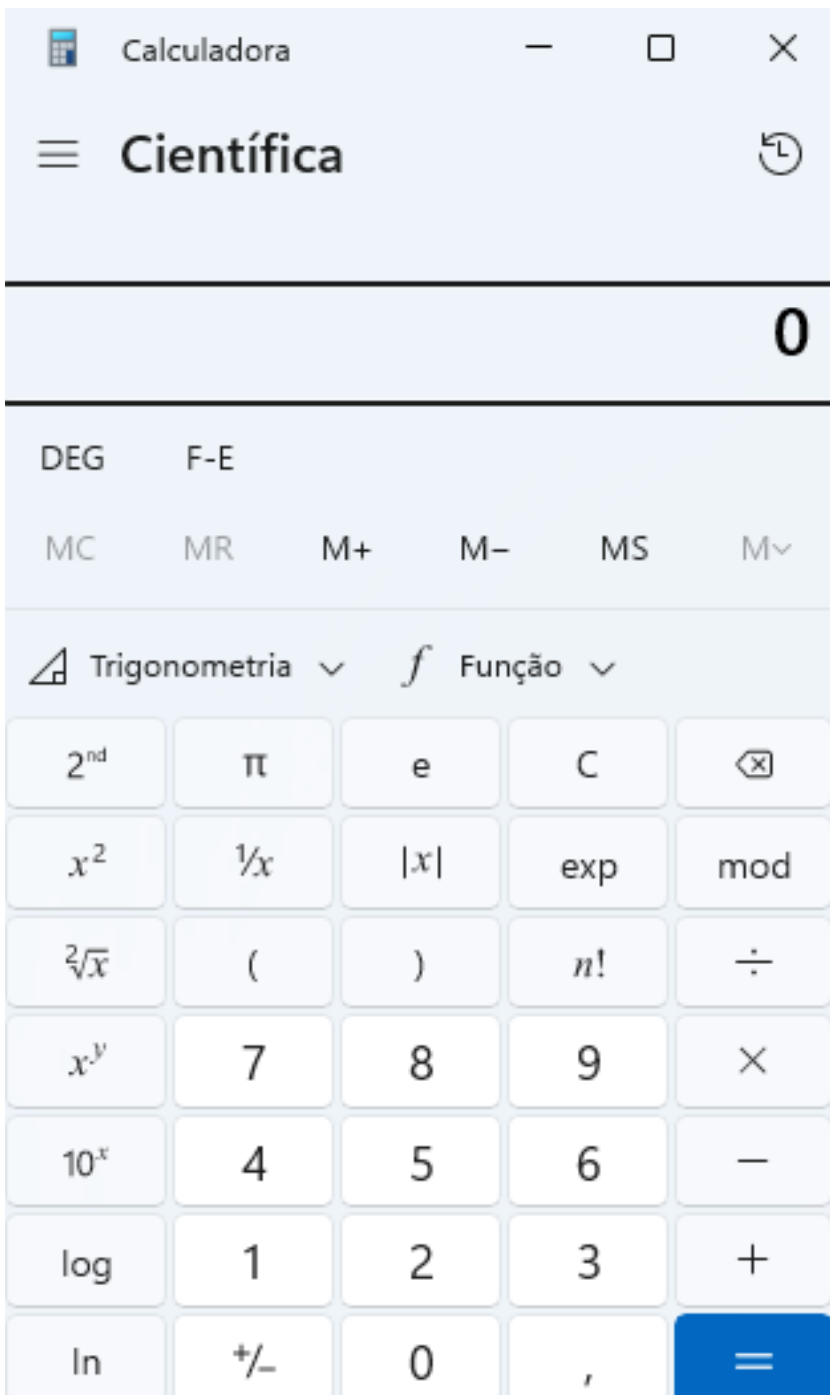 Calculadora
Científica
0
DEG F-E
MC MR M+ M− MS M
Trigonometria f Função
2ⁿᵈ π e C
x² ¹/x |x| exp mod
²√x ( ) n! ÷
xʸ 7 8 9 ×
10ˣ 4 5 6 −
log 1 2 3 +
ln +/− 0 , =